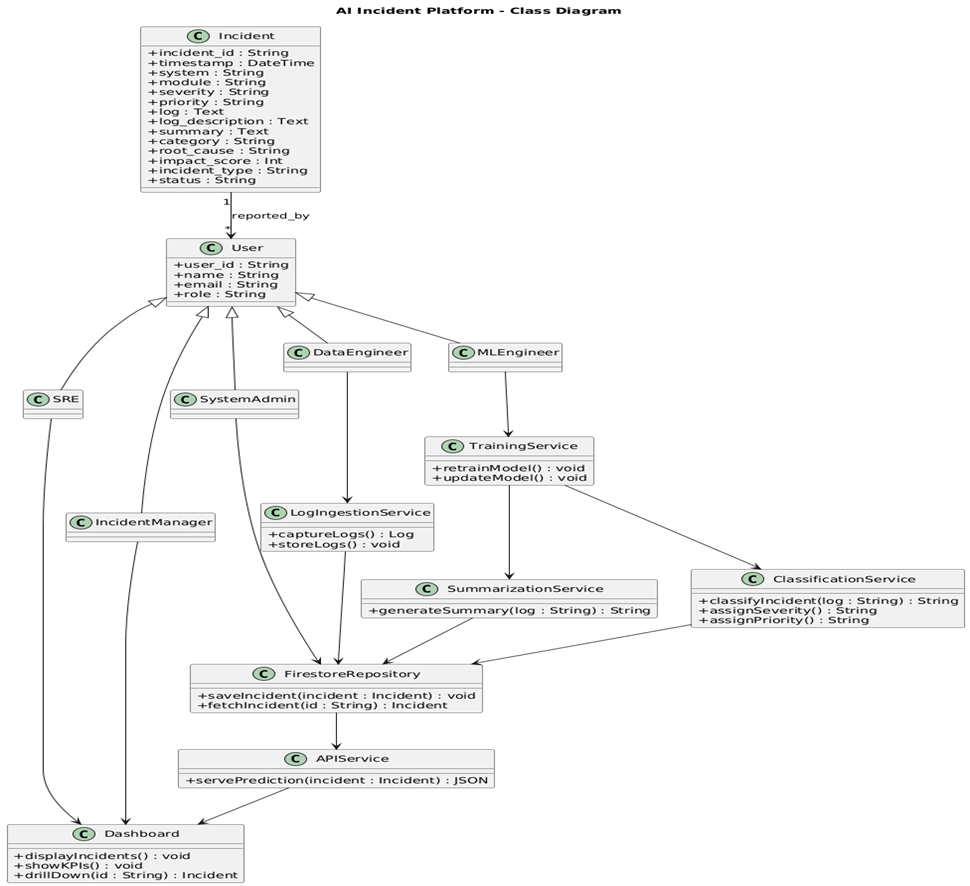 AI Incident Platform - Class Diagram
C Incident
+incident_id : String
+timestamp : DateTime
+system : String
+module : String
+severity : String
+priority : String
+log : Text
+log_description : Text
+summary : Text
+category : String
+root_cause : String
+impact_score : Int
+incident_type : String
+status : String
1
reported_by
*
C User
+user_id : String
+name : String
+email : String
+role : String
C DataEngineer
C MLEngineer
C SRE
C SystemAdmin
C TrainingService
+retrainModel() : void
+updateModel() : void
C IncidentManager
C LogIngestionService
+captureLogs() : Log
+storeLogs() : void
C SummarizationService
+generateSummary(log : String) : String
C ClassificationService
+classifyIncident(log : String) : String
+assignSeverity() : String
+assignPriority() : String
C FirestoreRepository
+saveIncident(incident : Incident) : void
+fetchIncident(id : String) : Incident
C APIService
+servePrediction(incident : Incident) : JSON
C Dashboard
+displayIncidents() : void
+showKPIs() : void
+drillDown(id : String) : Incident